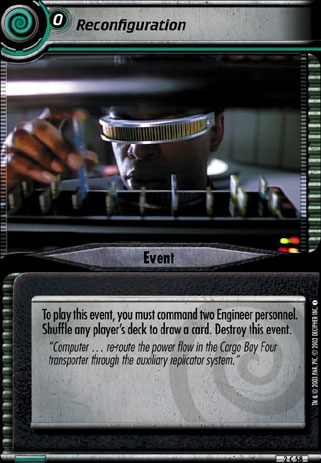 0 Reconfiguration
Event
To play this event, you must command two Engineer personnel.
Shuffle any player's deck to draw a card. Destroy this event.
“Computer … re-route the power flow in the Cargo Bay Four
transporter through the auxiliary replicator system.”
TM & © 2003 PAR. PIC. © 2003 DECIPHER INC.
2 C 58